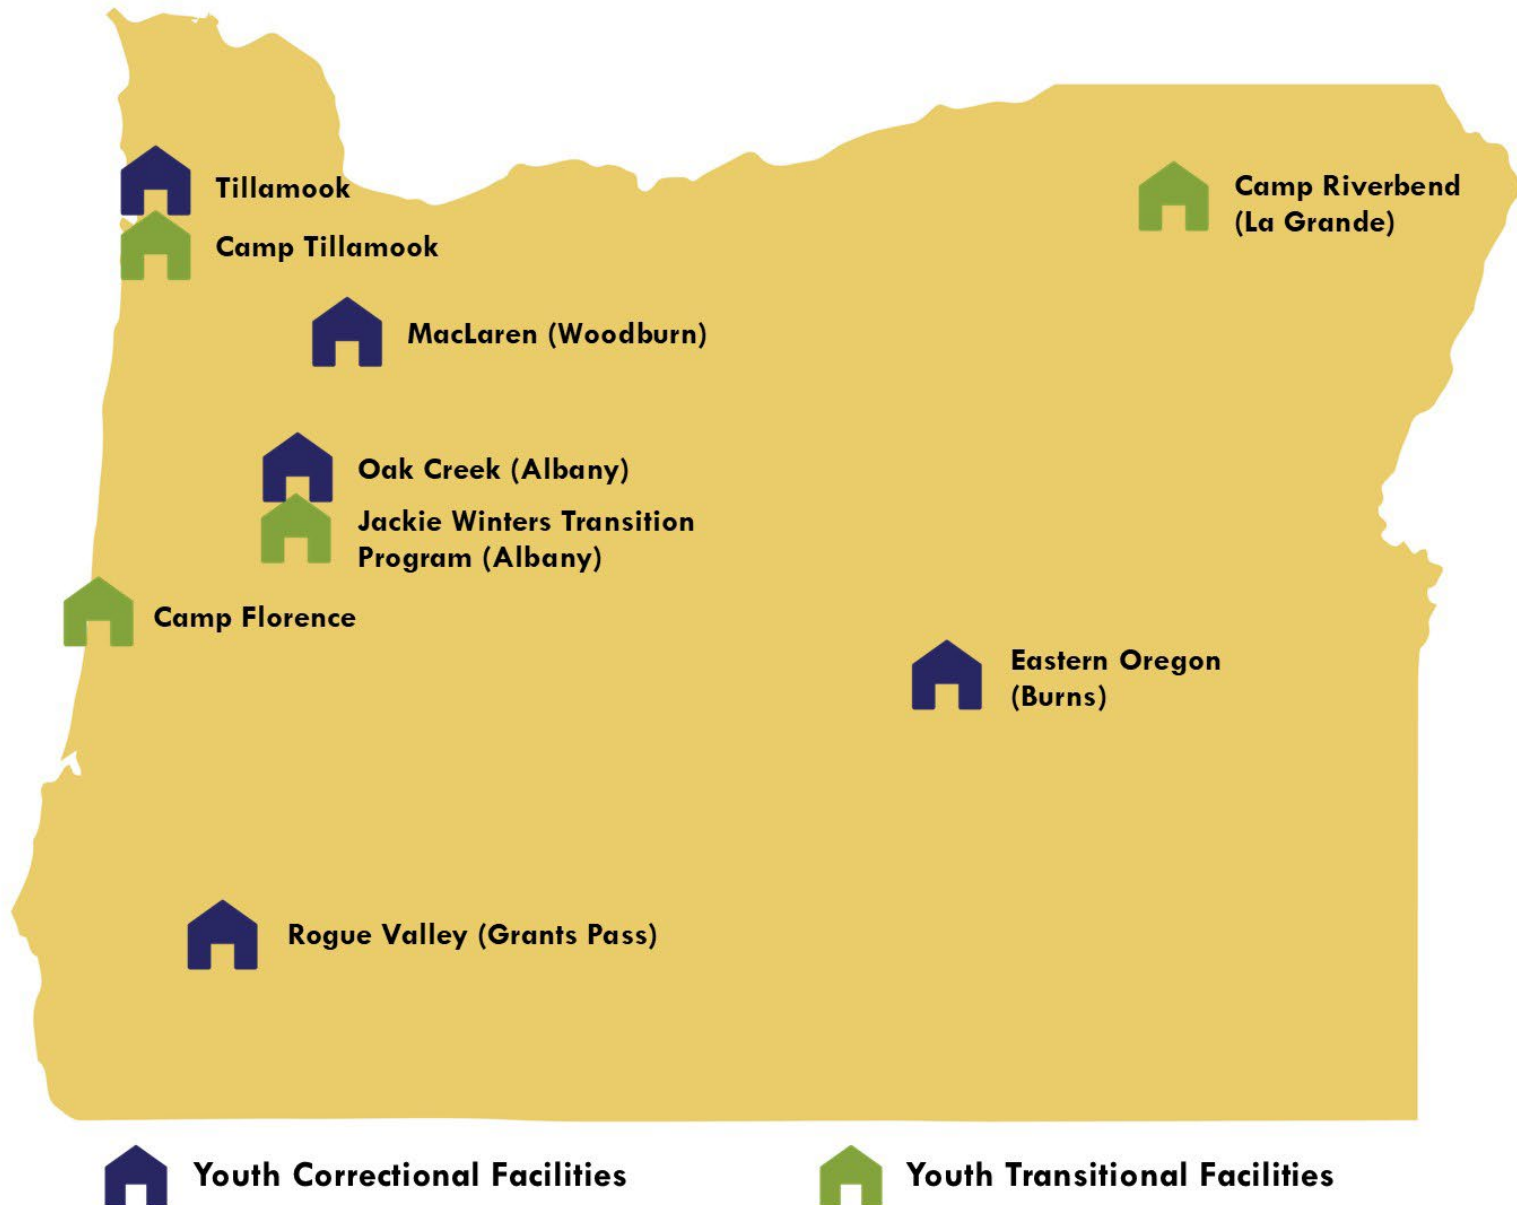 Tillamook
Camp Tillamook
Camp Riverbend
(La Grande)
MacLaren (Woodburn)
Oak Creek (Albany)
Jackie Winters Transition
Program (Albany)
Camp Florence
Eastern Oregon
(Burns)
Rogue Valley (Grants Pass)
Youth Correctional Facilities
Youth Transitional Facilities